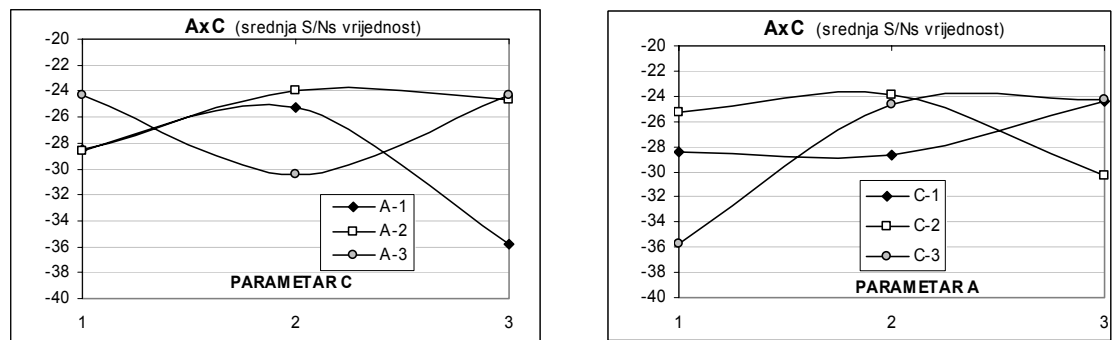 AxC (srednja S/Ns vrijednost)
-20
-22
-24
-26
-28
-30
-32
-34
-36
-38
-40
A-1
A-2
A-3
PARAMETAR C
1 2 3
AxC (srednja S/Ns vrijednost)
-20
-22
-24
-26
-28
-30
-32
-34
-36
-38
-40
C-1
C-2
C-3
PARAMETAR A
1 2 3